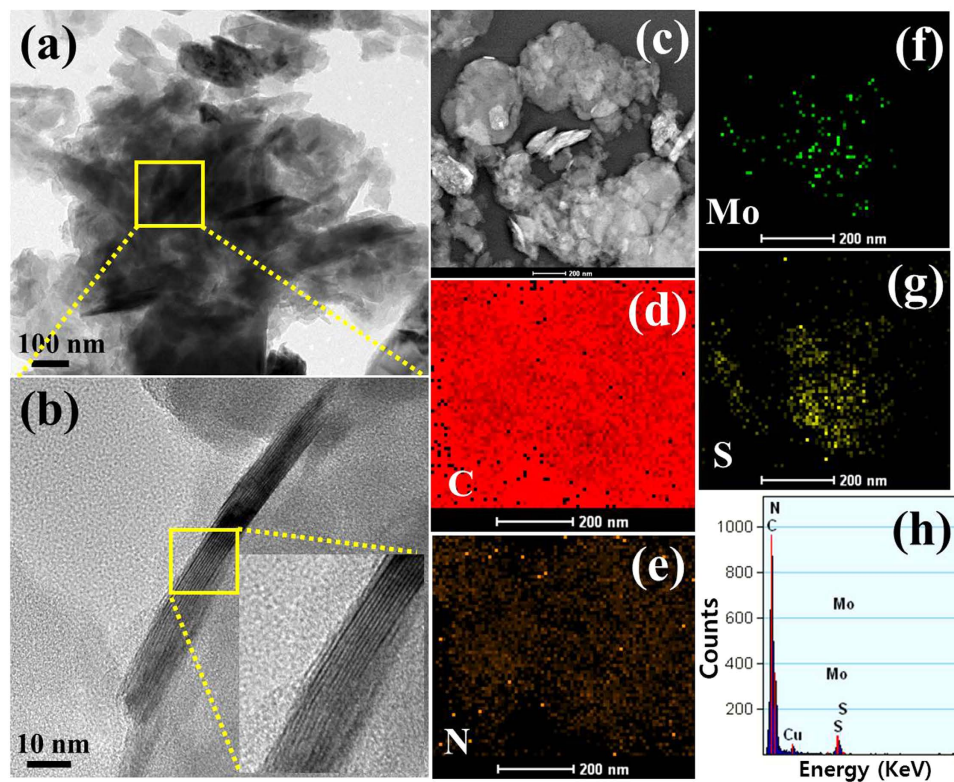 (a)
100 nm
(b)
10 nm
(c)
200 nm
(d)
C
200 nm
(e)
N
200 nm
(f)
Mo
200 nm
(g)
S
200 nm
(h)
N
C
1000
800
600
400
200
Counts
Mo
Mo
S
S
Cu
Energy (KeV)